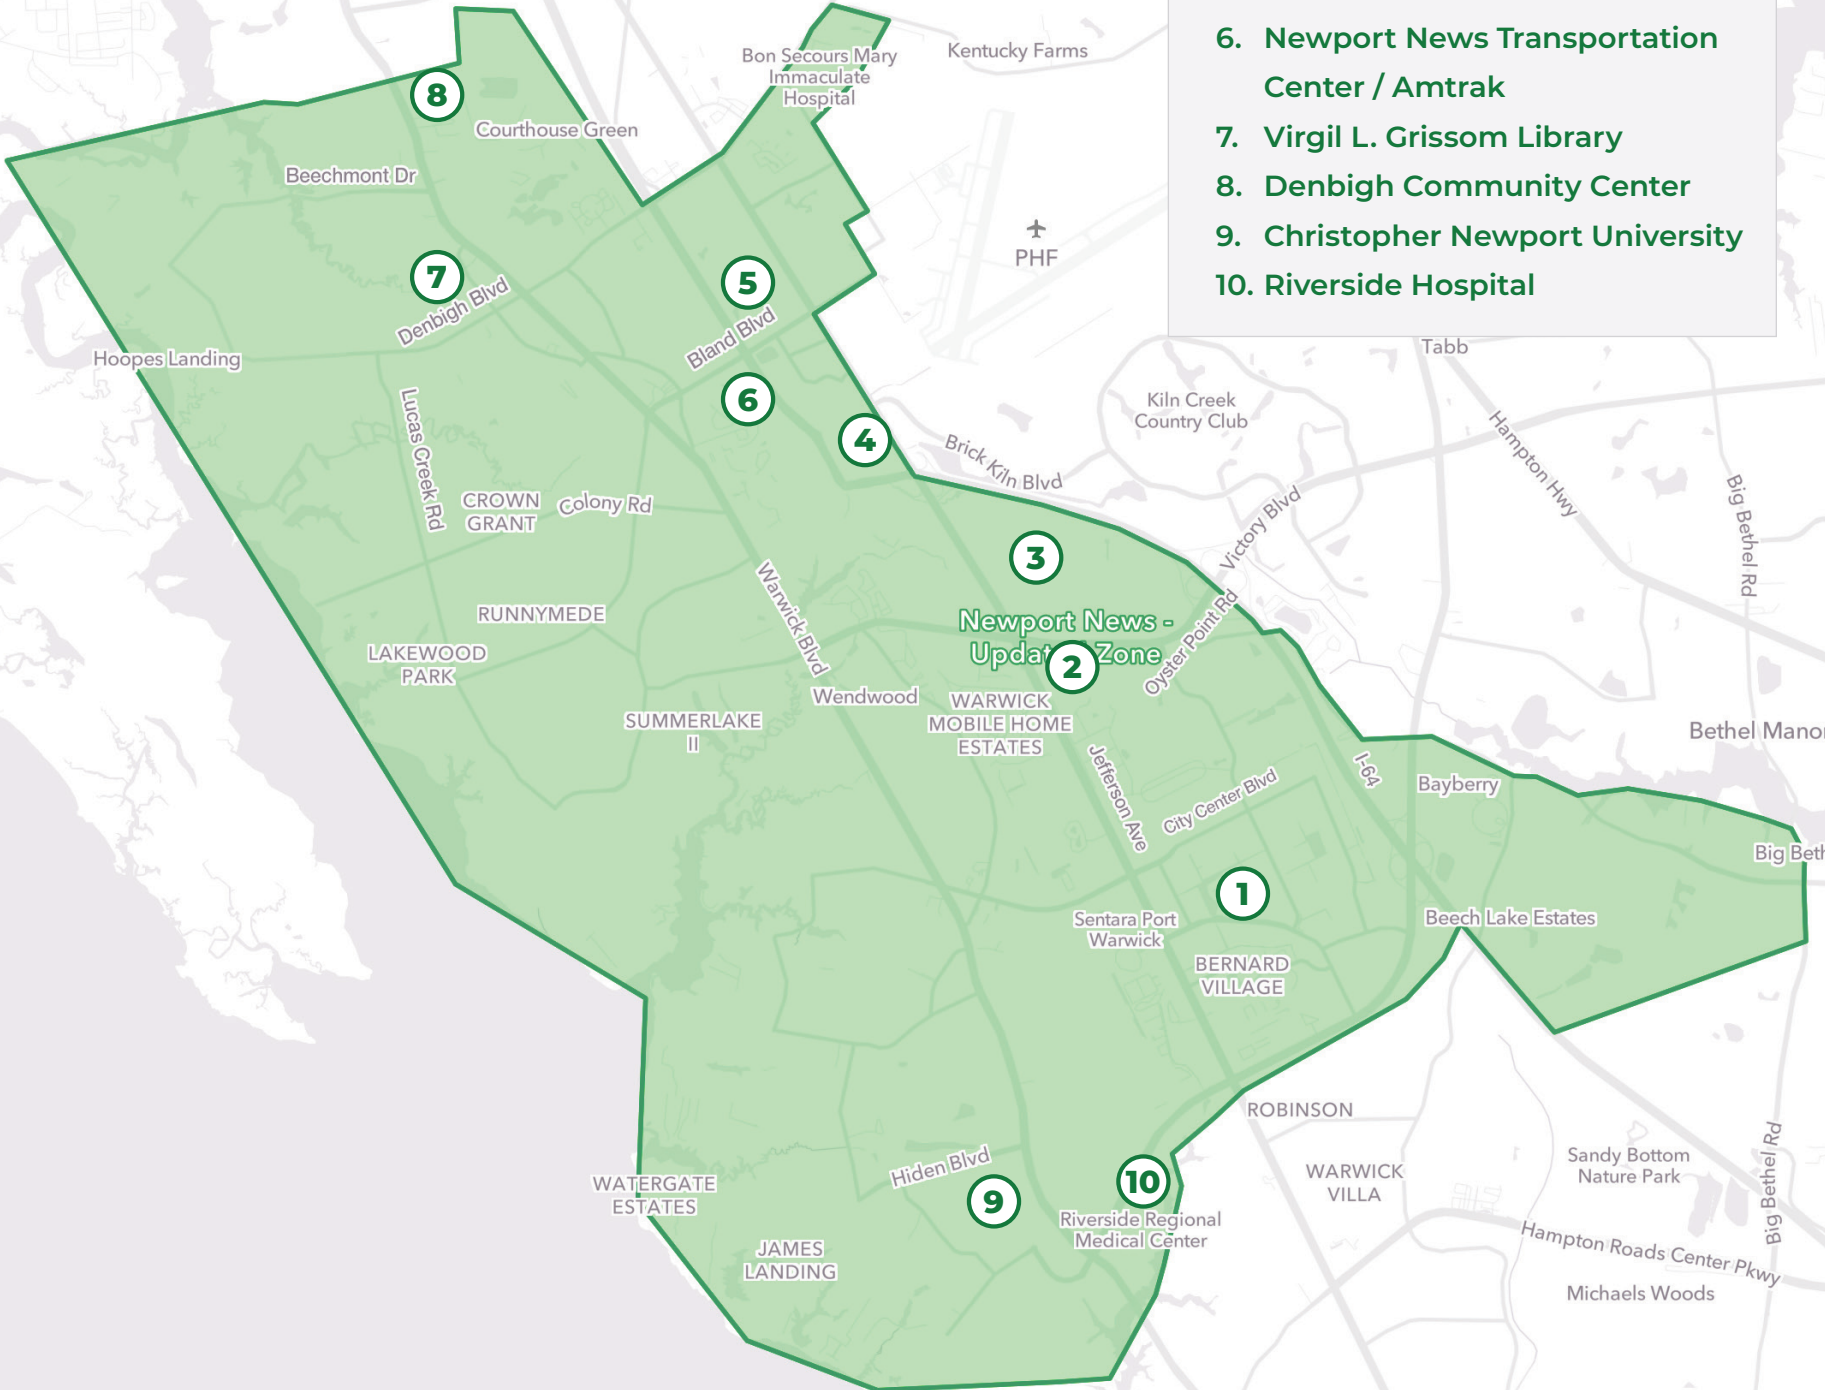 6. Newport News Transportation
Center / Amtrak
7. Virgil L. Grissom Library
8. Denbigh Community Center
9. Christopher Newport University
10. Riverside Hospital
Bon Secours Mary
Immaculate
Hospital
Kentucky Farms
8
Courthouse Green
Beechmont Dr
PHF
7
5
Denbigh Blvd
Bland Blvd
Hoopes Landing
Tabb
6
Kiln Creek
Country Club
4
Lucas Creek Rd
Brick Kiln Blvd
Hampton Hwy
CROWN
GRANT
Colony Rd
Victory Blvd
Big Bethel Rd
3
RUNNYMEDE
Warwick Blvd
Newport News -
Zone
2
Oyster Point Rd
LAKEWOOD
PARK
Wendwood
WARWICK
MOBILE HOME
ESTATES
SUMMERLAKE
II
Bethel Manor
Jefferson Ave
I-64
Bayberry
City Center Blvd
Big Beth
1
Sentara Port
Warwick
Beech Lake Estates
BERNARD
VILLAGE
ROBINSON
Hiden Blvd
WATERGATE
ESTATES
9
10
WARWICK
VILLA
Sandy Bottom
Nature Park
Big Bethel Rd
Riverside Regional
Medical Center
JAMES
LANDING
Hampton Roads Center Pkwy
Michaels Woods